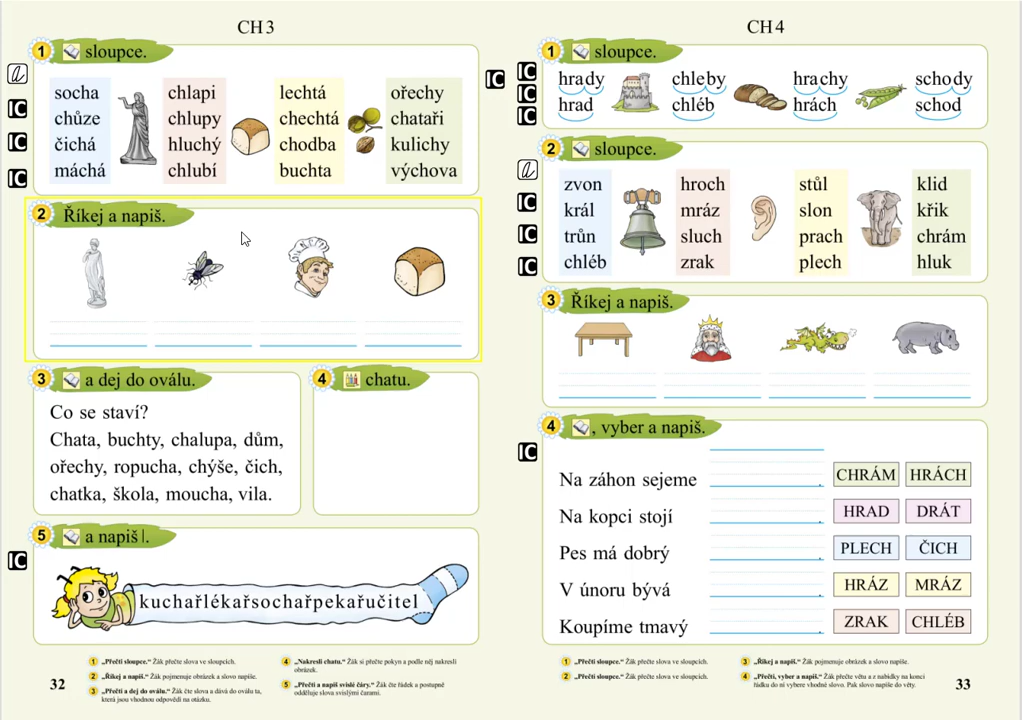 CH 3
1 sloupce.
socha
chůze
čichá
máchá
chlapi
chlupy
hluchý
chlubí
lechtá
chechtá
chodba
buchta
ořechy
chataři
kulichy
výchova
2 Říkej a napiš.
3 a dej do oválu.
Co se staví?
Chata, buchty, chalupa, dům,
ořechy, ropucha, chýše, čich,
chatka, škola, moucha, vila.
4 chatu.
5 a napiš |.
kuchařlékařsochařpekařučitel
1 „Přečti sloupce.“ Žák přečte slova ve sloupcích.
2 „Říkej a napiš.“ Žák pojmenuje obrázek a slovo napíše.
3 „Přečti a dej do oválu.“ Žák čte slova a dává do oválu ta,
která jsou vhodnou odpovědí na otázku.
4 „Nakresli chatu.“ Žák si přečte pokyn a podle něj nakreslí
obrázek.
5 „Přečti a napiš svislé čáry.“ Žák čte řádek a postupně
odděluje slova svislými čarami.
32
CH 4
1 sloupce.
hrady
hrad
chleby
chléb
hrachy
hrách
schody
schod
2 sloupce.
zvon
král
trůn
chléb
hroch
mráz
sluch
zrak
stůl
slon
prach
plech
klid
křik
chrám
hluk
3 Říkej a napiš.
4 , vyber a napiš.
Na záhon sejeme . CHRÁM HRÁCH
Na kopci stojí . HRAD DRÁT
Pes má dobrý . PLECH ČICH
V únoru bývá . HRÁZ MRÁZ
Koupíme tmavý . ZRAK CHLÉB
1 „Přečti sloupce.“ Žák přečte slova ve sloupcích.
2 „Přečti sloupce.“ Žák přečte slova ve sloupcích.
3 „Říkej a napiš.“ Žák pojmenuje obrázek a slovo napíše.
4 „Přečti, vyber a napiš.“ Žák přečte větu a z nabídky na konci
řádku do ní vybere vhodné slovo. Pak slovo napíše do věty.
33